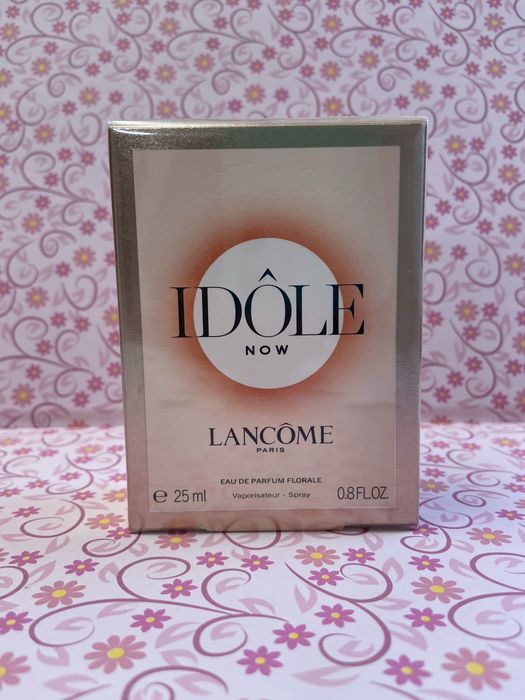 IDÔLE
NOW
LANCÔME
PARIS
EAU DE PARFUM FLORALE
℮ 25 ml Vaporisateur - Spray 0.8 FL.OZ.